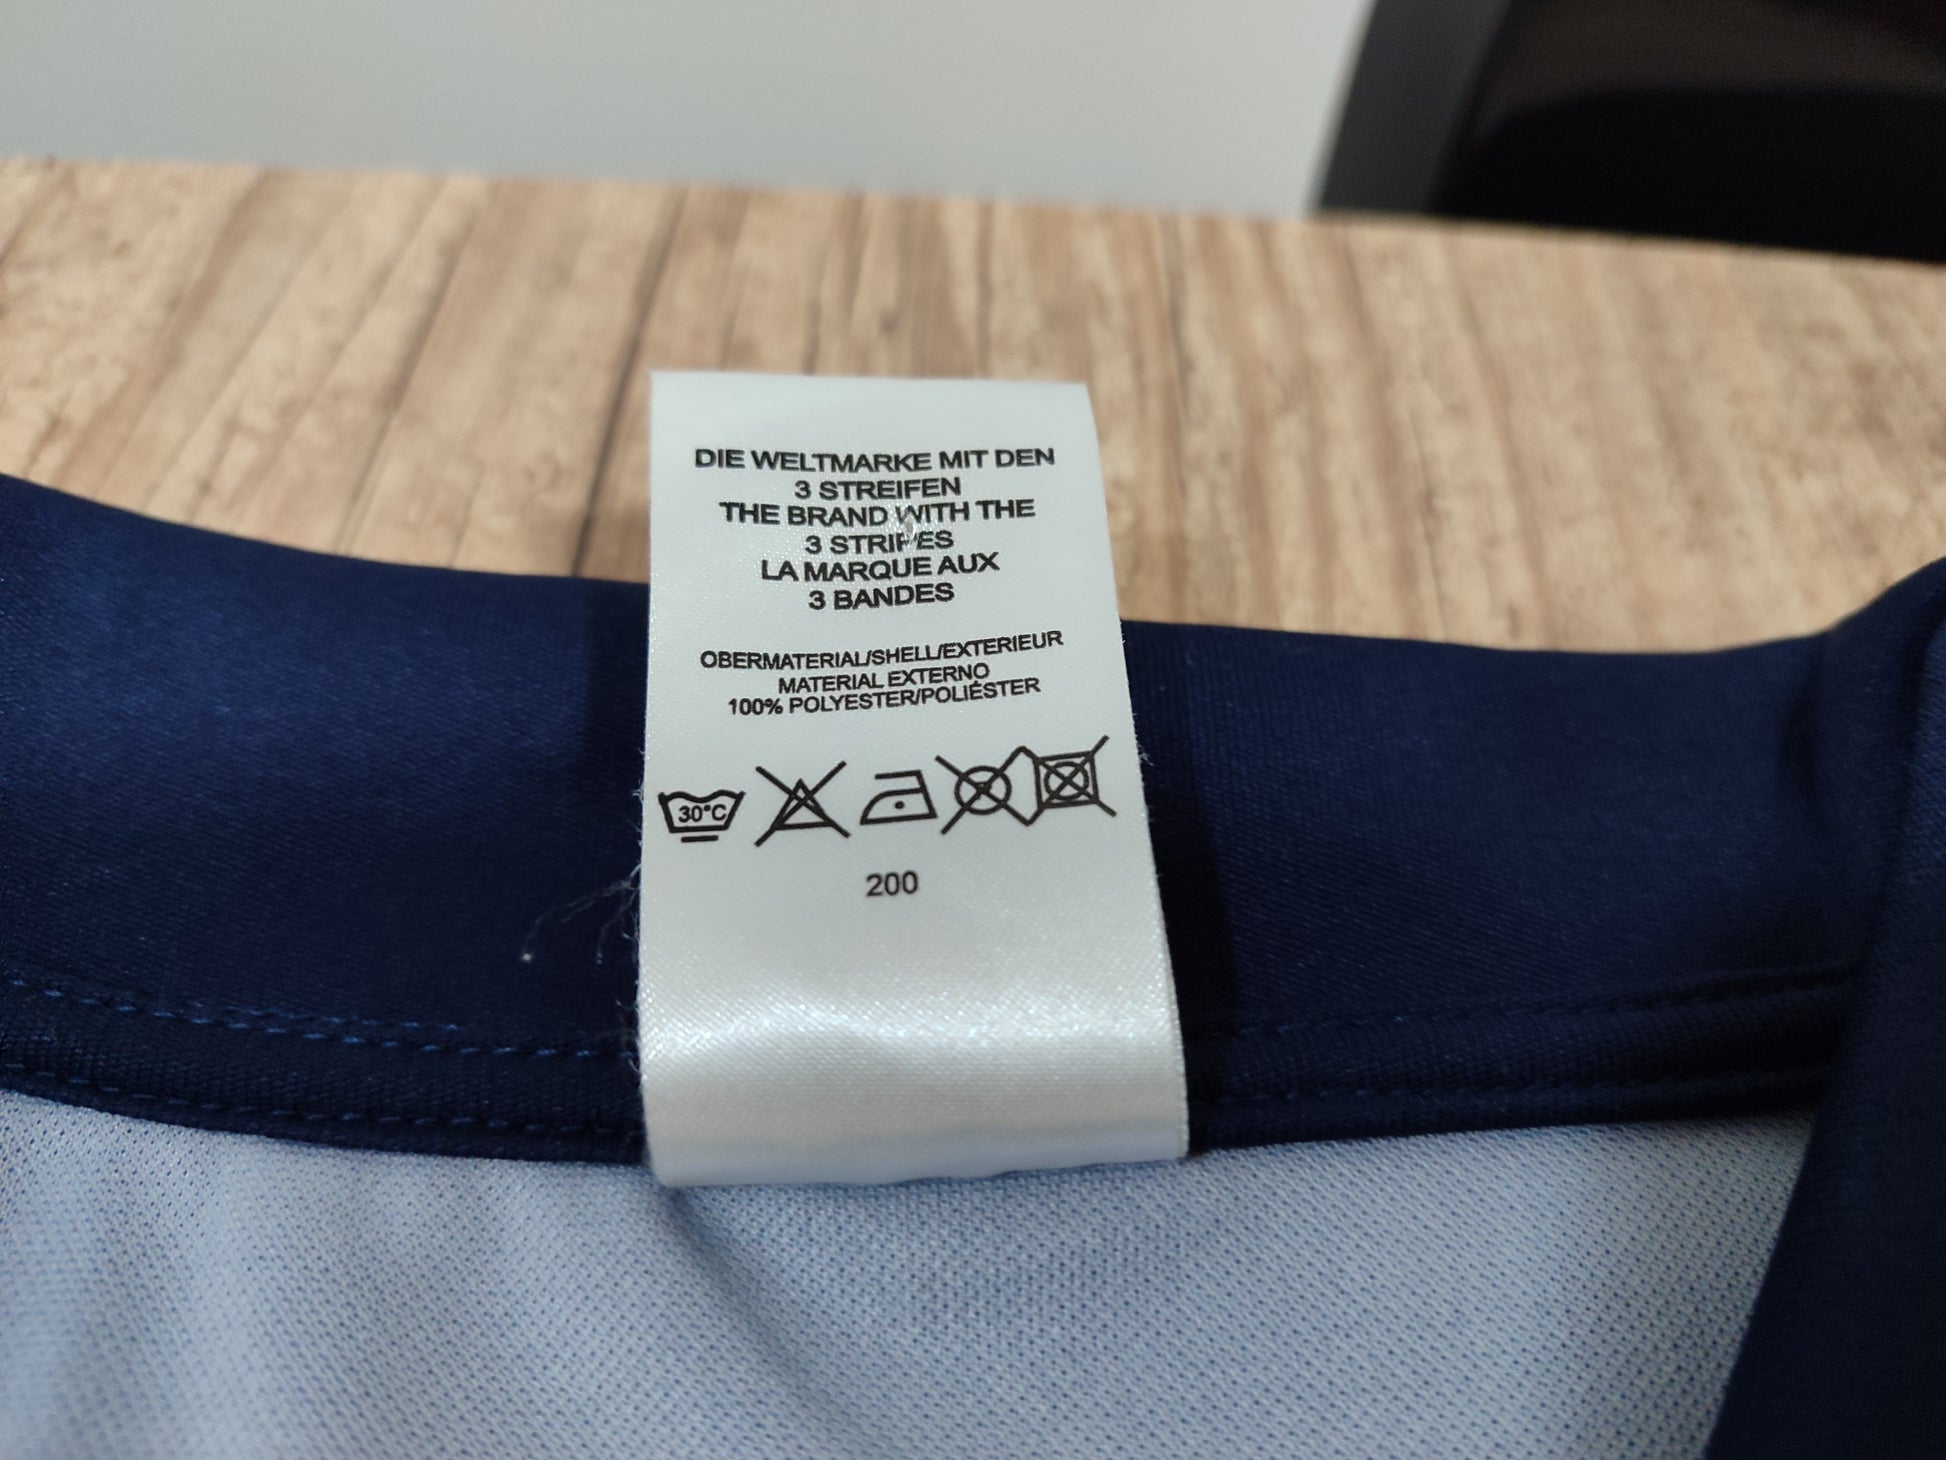 DIE WELTMARKE MIT DEN
3 STREIFEN
THE BRAND WITH THE
3 STRIPES
LA MARQUE AUX
3 BANDES
OBERMATERIAL/SHELL/EXTERIEUR
MATERIAL EXTERNO
100% POLYESTER/POLIÉSTER
30°C
200